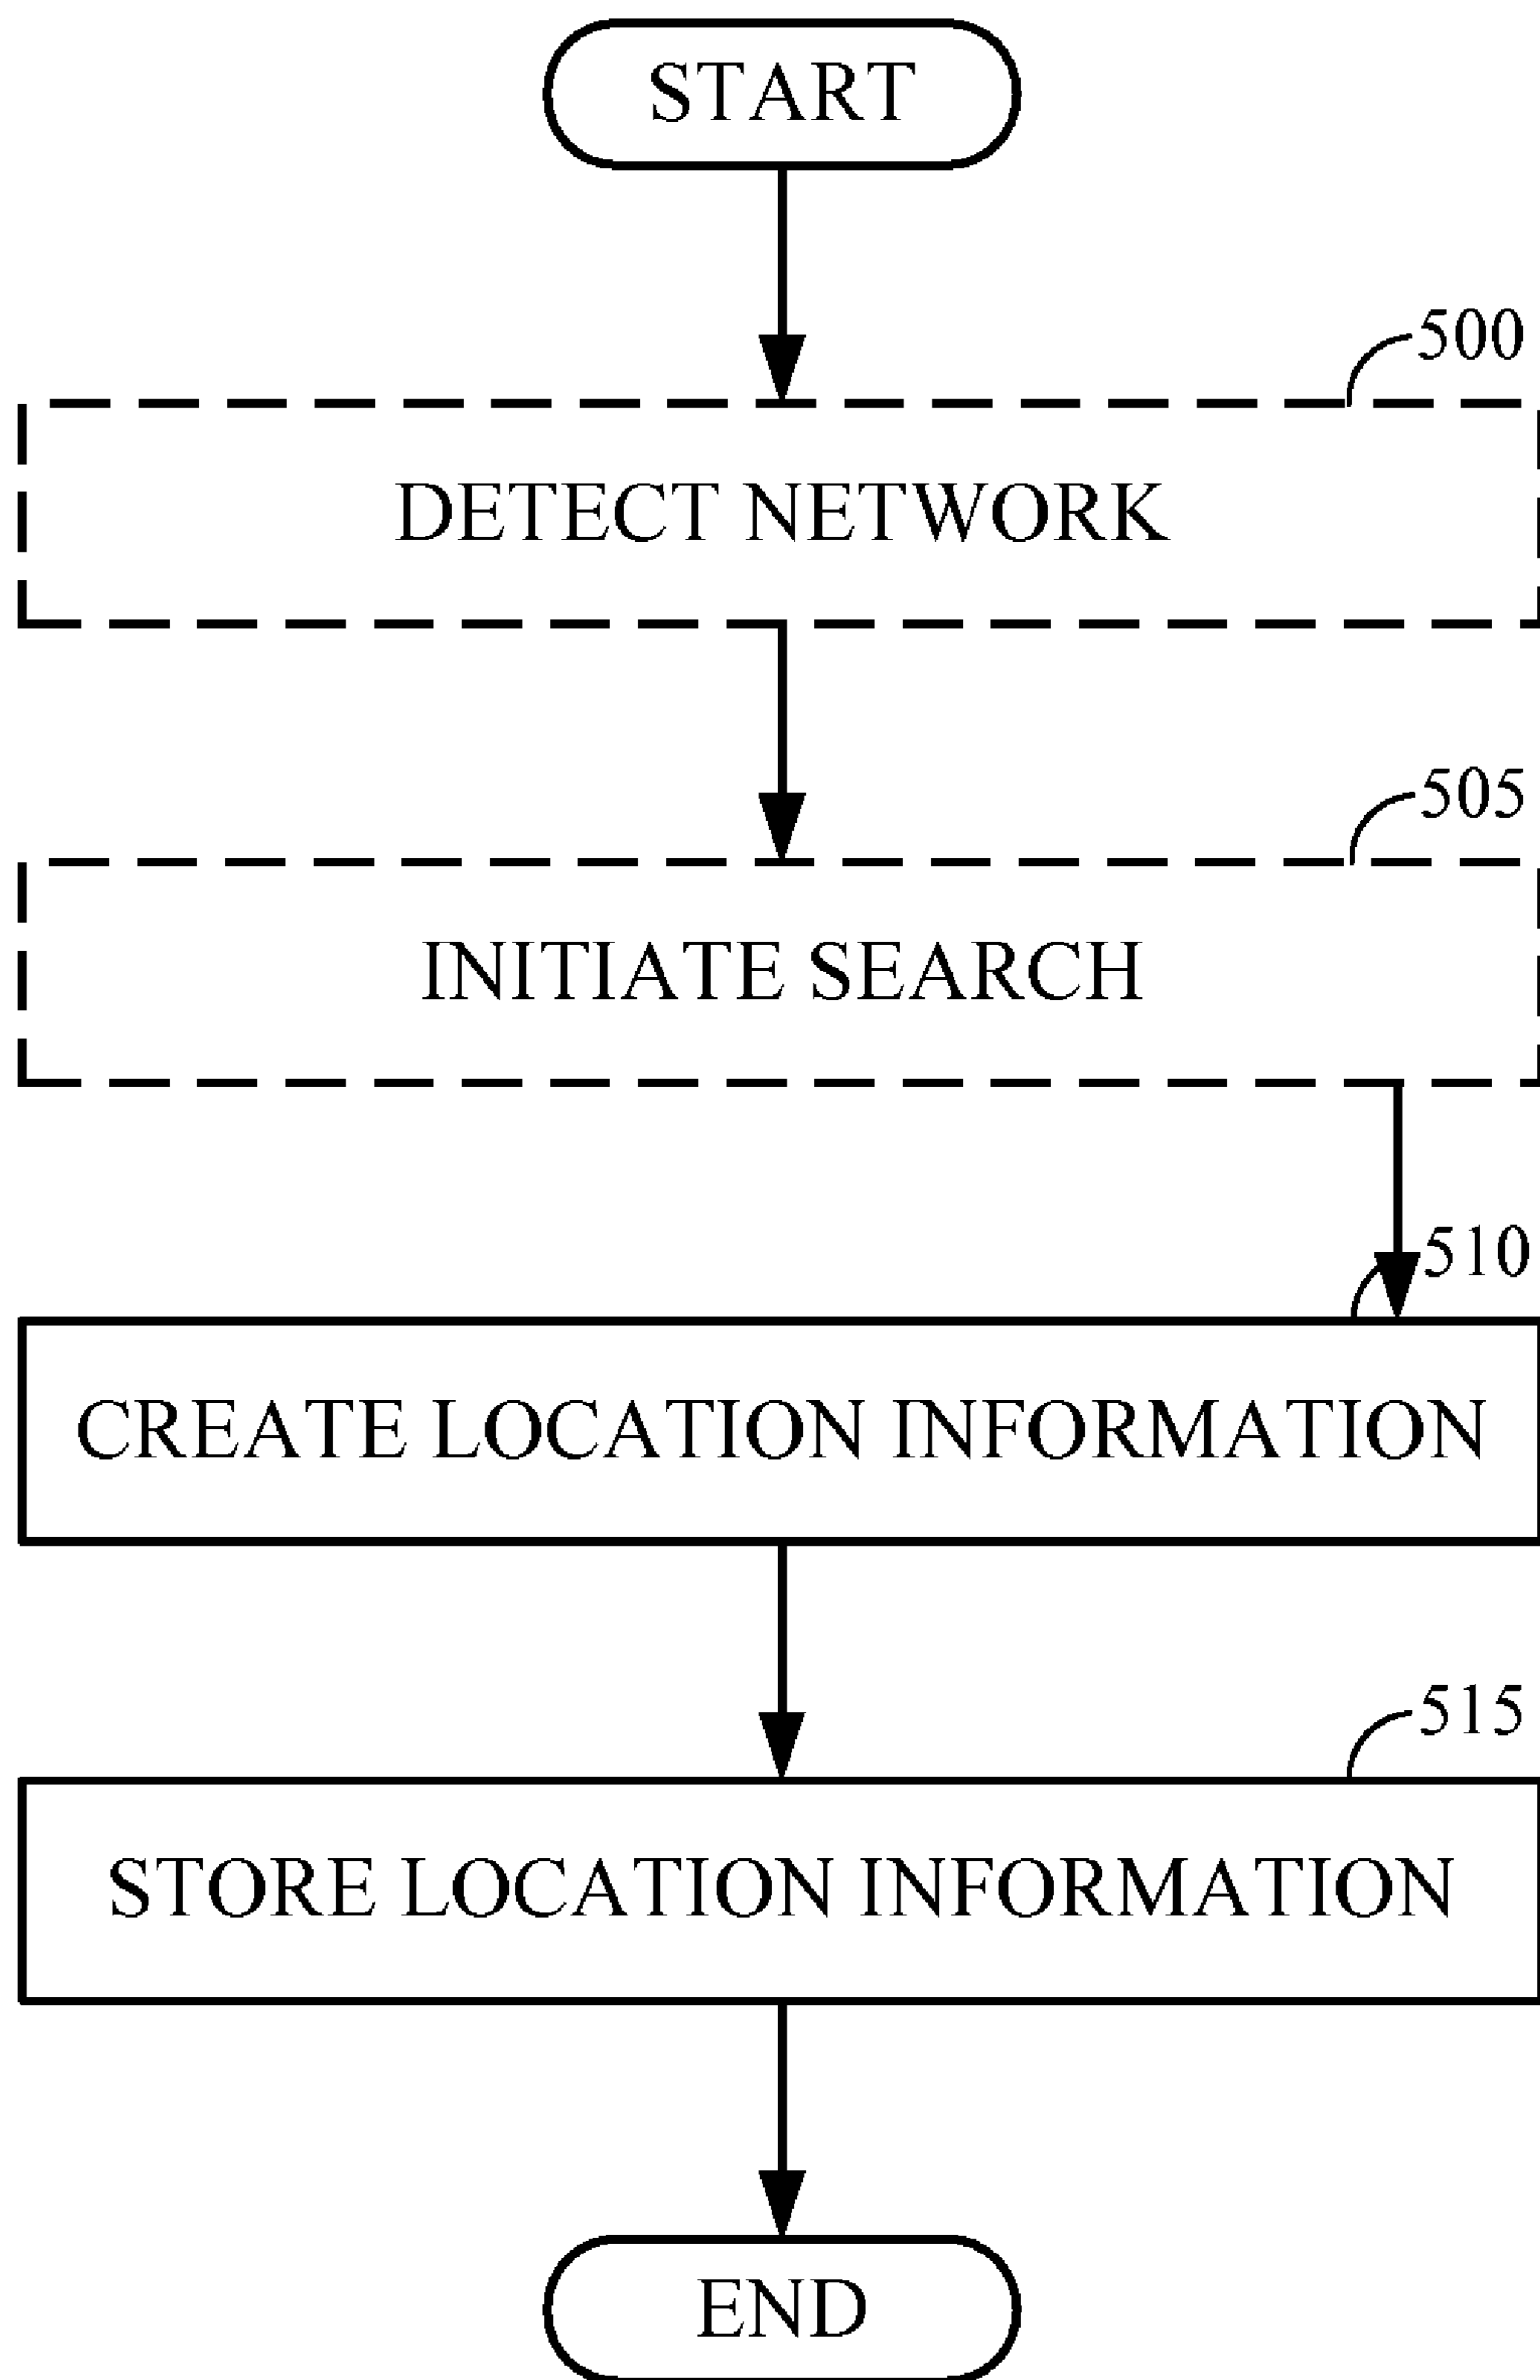 START
500
DETECT NETWORK
505
INITIATE SEARCH
510
CREATE LOCATION INFORMATION
515
STORE LOCATION INFORMATION
END